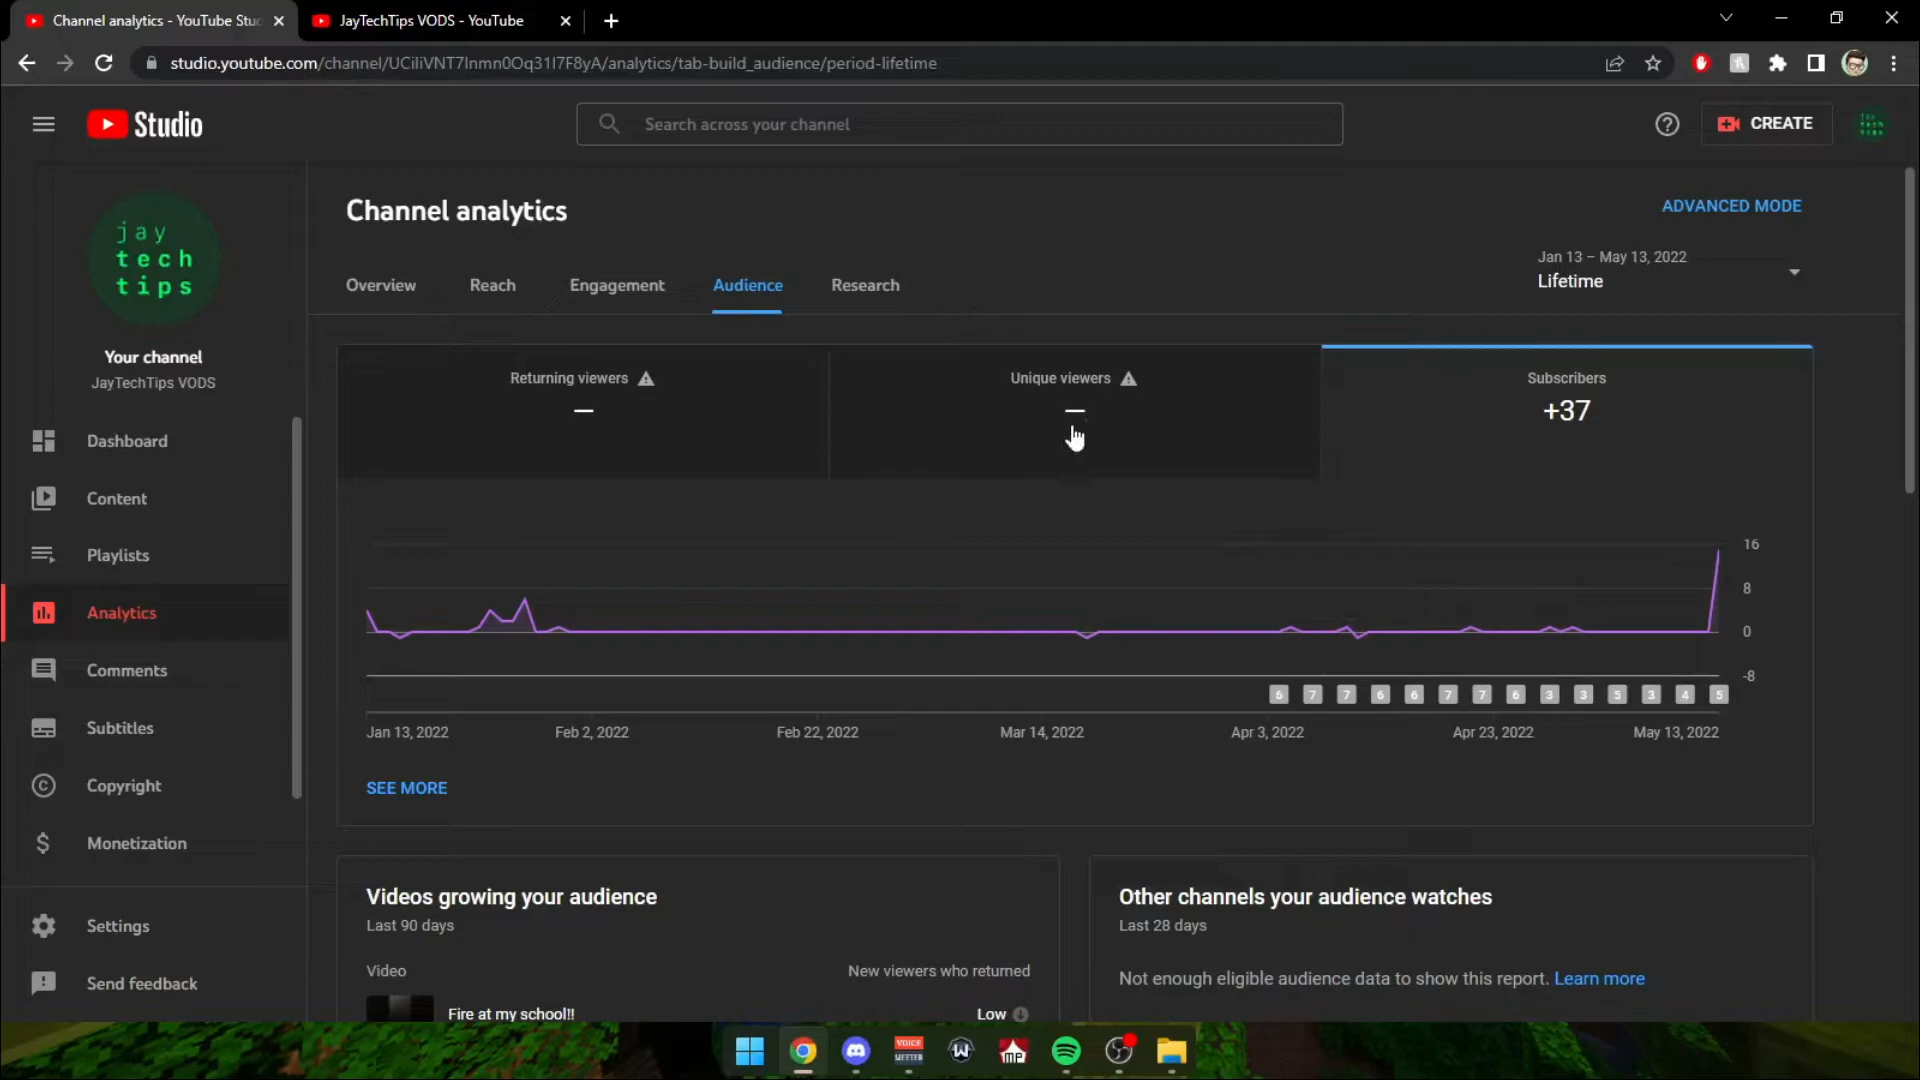 Channel analytics - YouTube Stu
JayTechTips VODS - YouTube
studio.youtube.com/channel/UCiIiVNT7Inmn0Oq31I7F8yA/analytics/tab-build_audience/period-lifetime
Studio
Search across your channel
CREATE
jay
tech
tips
Your channel
JayTechTips VODS
Dashboard
Content
Playlists
Analytics
Comments
Subtitles
Copyright
Monetization
Settings
Send feedback
Channel analytics
ADVANCED MODE
Jan 13 – May 13, 2022
Lifetime
Overview
Reach
Engagement
Audience
Research
Returning viewers
—
Unique viewers
—
Subscribers
+37
16
8
0
-8
6 7 7 6 6 7 7 6 3 3 5 3 4 5
Jan 13, 2022
Feb 2, 2022
Feb 22, 2022
Mar 14, 2022
Apr 3, 2022
Apr 23, 2022
May 13, 2022
SEE MORE
Videos growing your audience
Last 90 days
Video
New viewers who returned
Fire at my school!!
Low
Other channels your audience watches
Last 28 days
Not enough eligible audience data to show this report. Learn more
VOICE
MEETER
MP